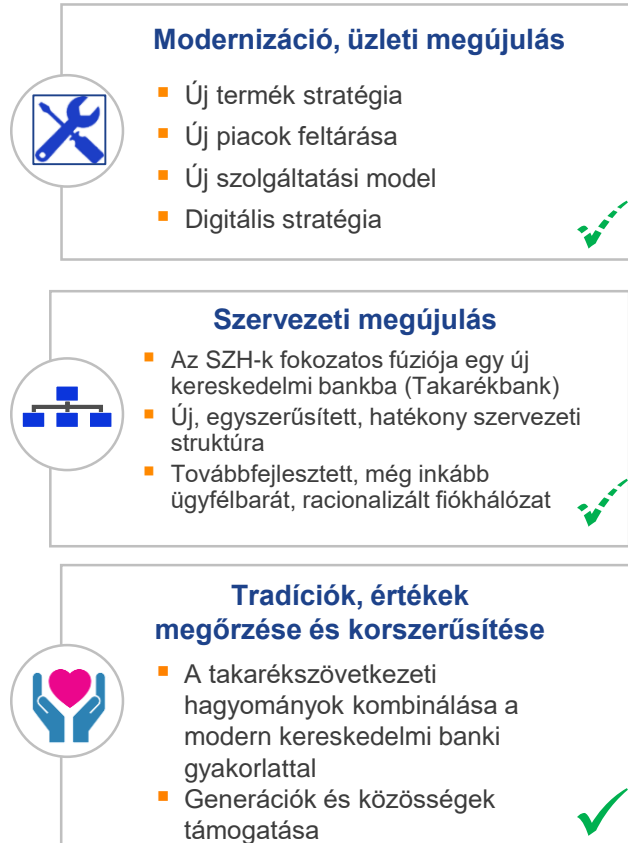 Modernizáció, üzleti megújulás
▪ Új termék stratégia
▪ Új piacok feltárása
▪ Új szolgáltatási model
▪ Digitális stratégia
Szervezeti megújulás
▪ Az SZH-k fokozatos fúziója egy új
kereskedelmi bankba (Takarékbank)
▪ Új, egyszerűsített, hatékony szervezeti
struktúra
▪ Továbbfejlesztett, még inkább
ügyfélbarát, racionalizált fiókhálózat
Tradíciók, értékek
megőrzése és korszerűsítése
▪ A takarékszövetkezeti
hagyományok kombinálása a
modern kereskedelmi banki
gyakorlattal
▪ Generációk és közösségek
támogatása